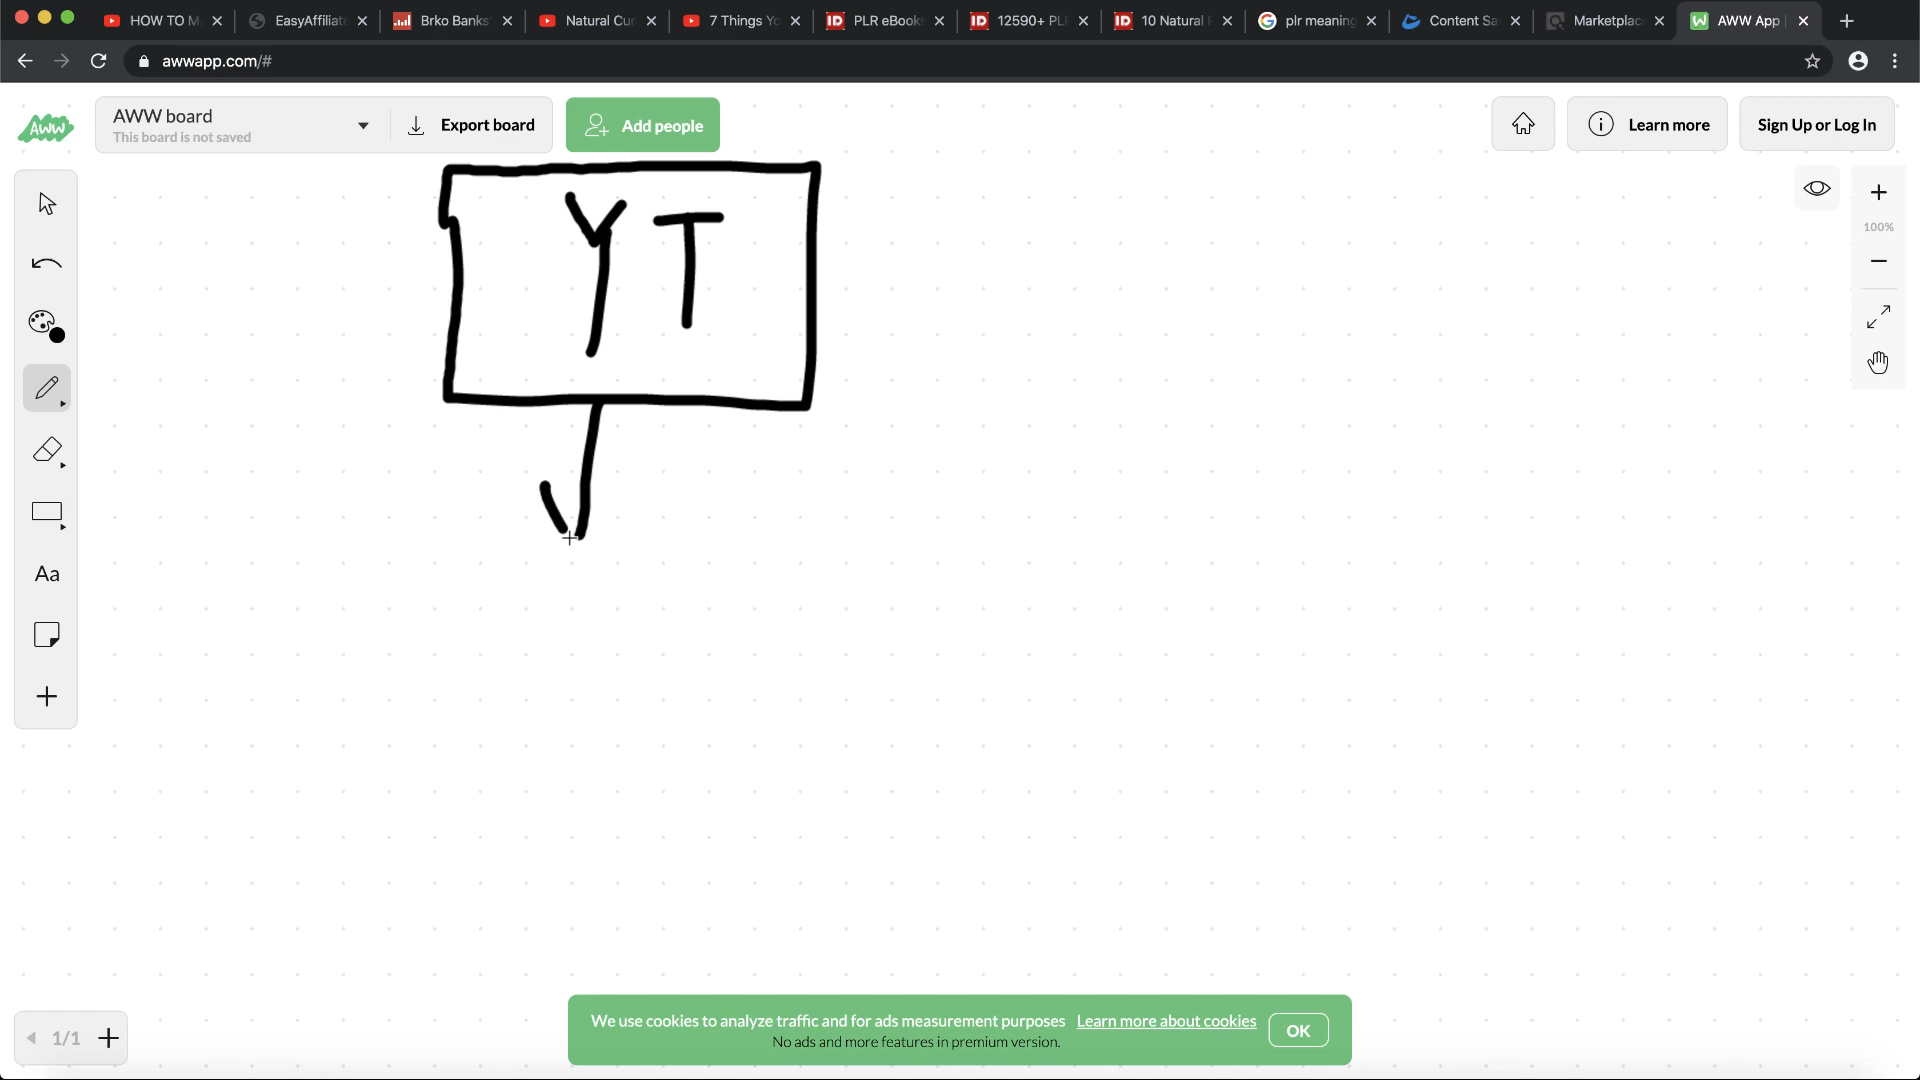 HOW TO M
EasyAffiliate
Brko Banks'
Natural Cur
7 Things Yo
PLR eBook
12590+ PLR
10 Natural R
plr meaning
Content Sa
Marketplac
AWW App |
awwapp.com/#
AWW
AWW board
This board is not saved
Export board
Add people
Learn more
Sign Up or Log In
100%
YT
Aa
1/1
We use cookies to analyze traffic and for ads measurement purposes Learn more about cookies
No ads and more features in premium version.
OK